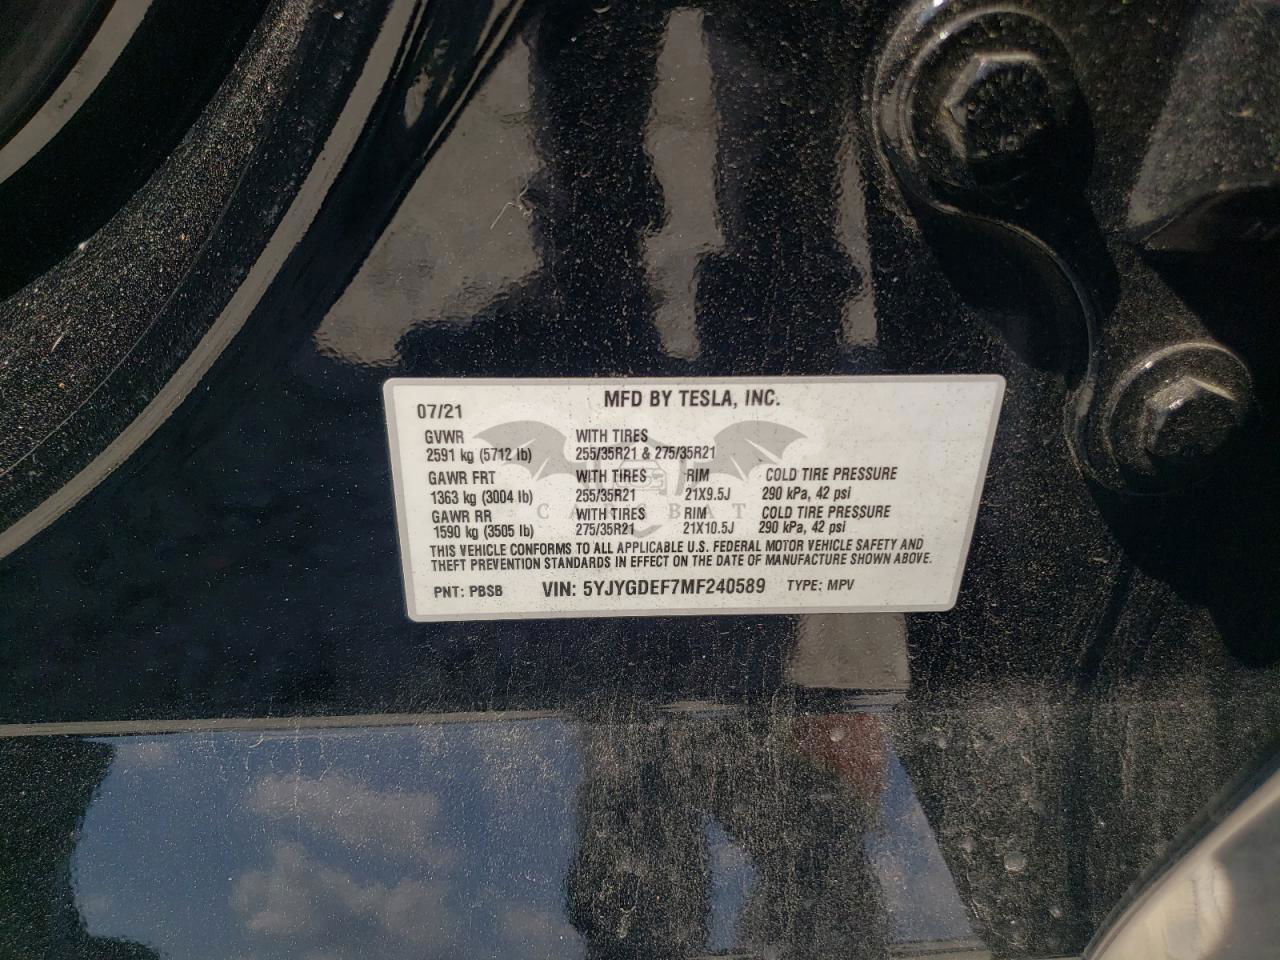 MFD BY TESLA, INC.
07/21
GVWR WITH TIRES
2591 kg (5712 lb) 255/35R21 & 275/35R21
GAWR FRT WITH TIRES RIM COLD TIRE PRESSURE
1363 kg (3004 lb) 255/35R21 21X9.5J 290 kPa, 42 psi
GAWR RR WITH TIRES RIM COLD TIRE PRESSURE
1590 kg (3505 lb) 275/35R21 21X10.5J 290 kPa, 42 psi
THIS VEHICLE CONFORMS TO ALL APPLICABLE U.S. FEDERAL MOTOR VEHICLE SAFETY AND
THEFT PREVENTION STANDARDS IN EFFECT ON THE DATE OF MANUFACTURE SHOWN ABOVE.
PNT: PBSB VIN: 5YJYGDEF7MF240589 TYPE: MPV